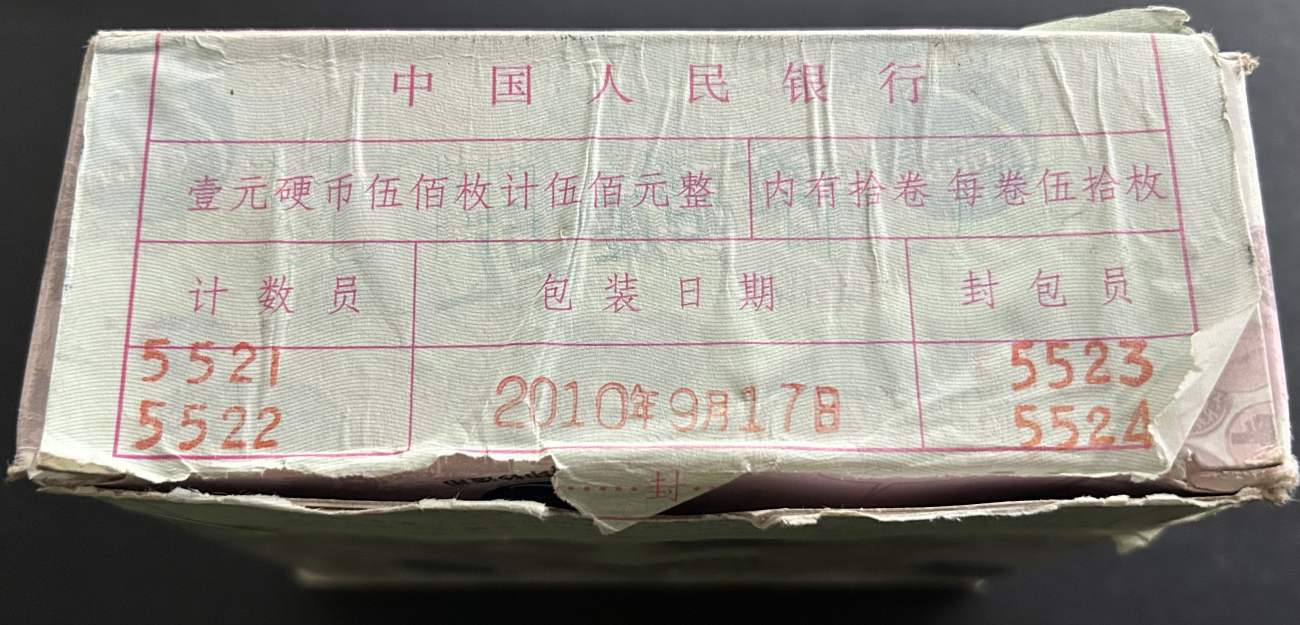 中国人民银行
壹元硬币伍佰枚计伍佰元整 内有拾卷 每卷伍拾枚
计数员 包装日期 封包员
5521 5523
2010年9月17日
5522 5524
封